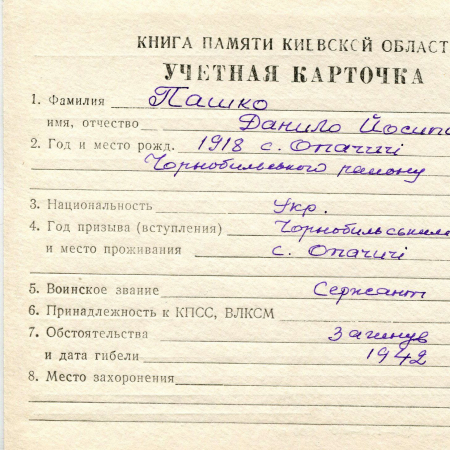 КНИГА ПАМЯТИ КИЕВСКОЙ ОБЛАСТ
УЧЕТНАЯ КАРТОЧКА
1. Фамилия Пашко
имя, отчество Данило Йосип
2. Год и место рожд. 1918 с. Опачичі
Чорнобильського району
3. Национальность Укр.
4. Год призыва (вступления) Чорнобильським
и место проживания с. Опачичі
5. Воинское звание Сержант
6. Принадлежность к КПСС, ВЛКСМ
7. Обстоятельства Загинув
и дата гибели 1942
8. Место захоронения